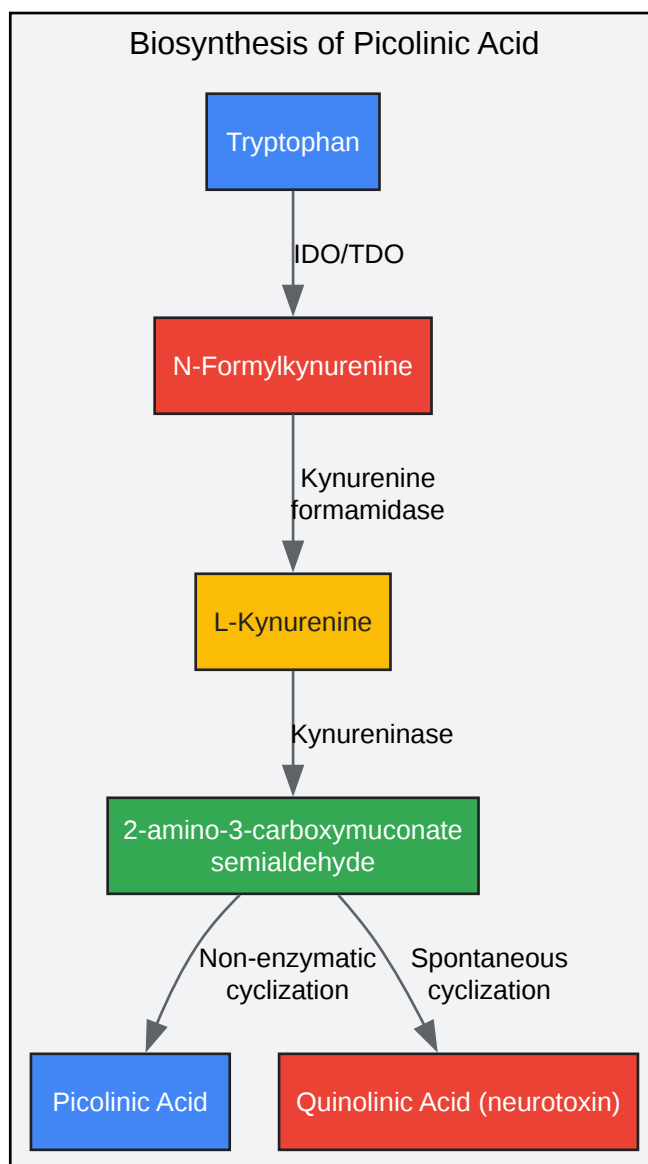 Biosynthesis of Picolinic Acid
Tryptophan
IDO/TDO
N-Formylkynurenine
Kynurenine
formamidase
L-Kynurenine
Kynureninase
2-amino-3-carboxymuconate
semialdehyde
Non-enzymatic
cyclization
Spontaneous
cyclization
Picolinic Acid
Quinolinic Acid (neurotoxin)